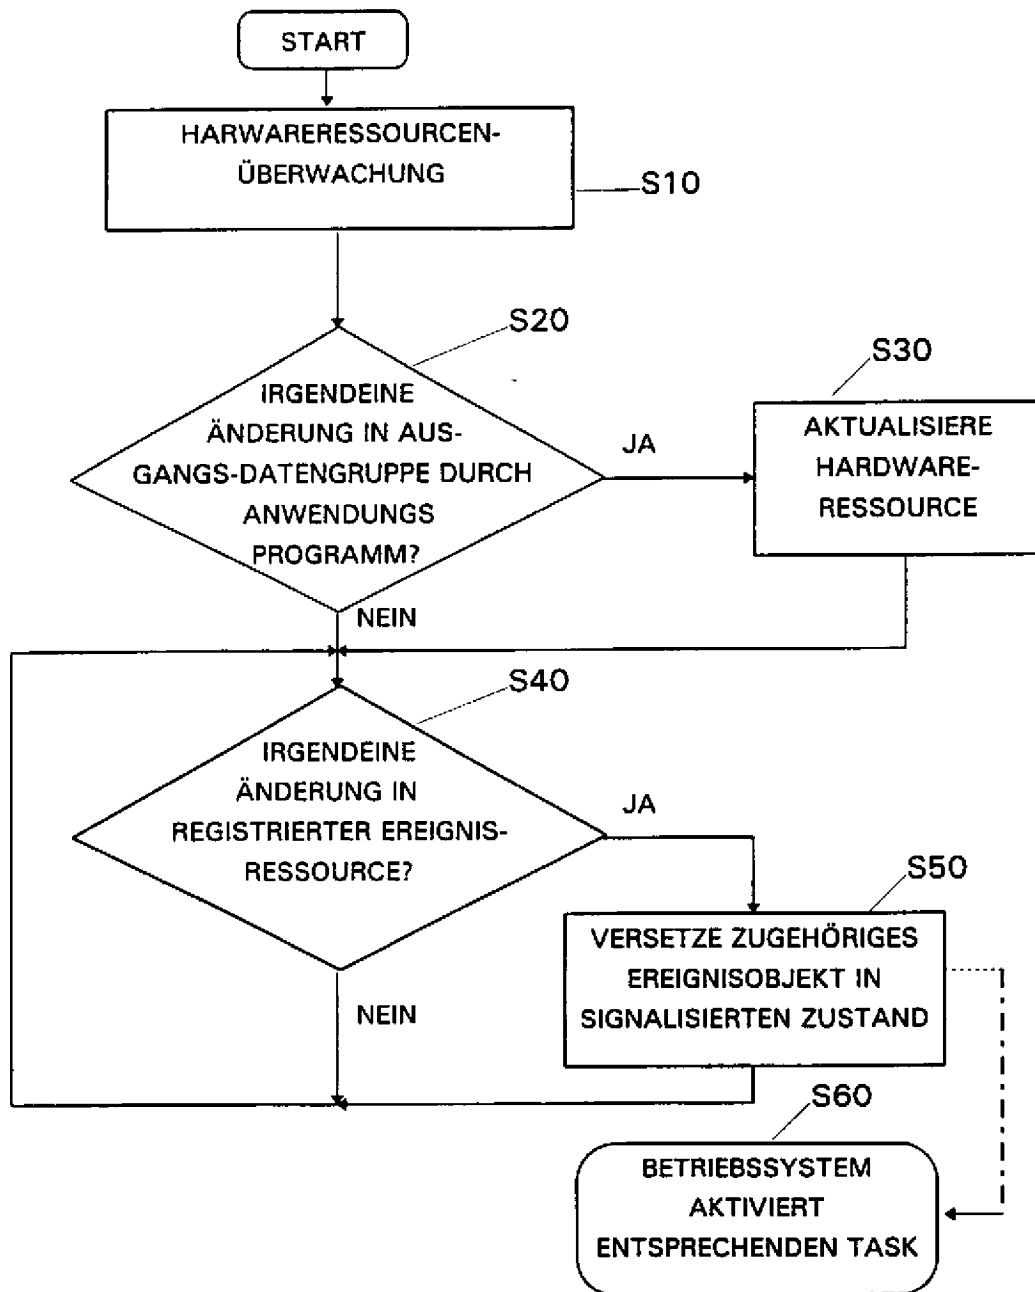 START
HARWARERESSOURCEN-
ÜBERWACHUNG
S10
S20
IRGENDEINE
ÄNDERUNG IN AUS-
GANGS-DATENGRUPPE DURCH
ANWENDUNGS
PROGRAMM?
JA
S30
AKTUALISIERE
HARDWARE-
RESSOURCE
NEIN
S40
IRGENDEINE
ÄNDERUNG IN
REGISTRIERTER EREIGNIS-
RESSOURCE?
JA
S50
VERSETZE ZUGEHÖRIGES
EREIGNISOBJEKT IN
SIGNALISIERTEN ZUSTAND
NEIN
S60
BETRIEBSSYSTEM
AKTIVIERT
ENTSPRECHENDEN TASK